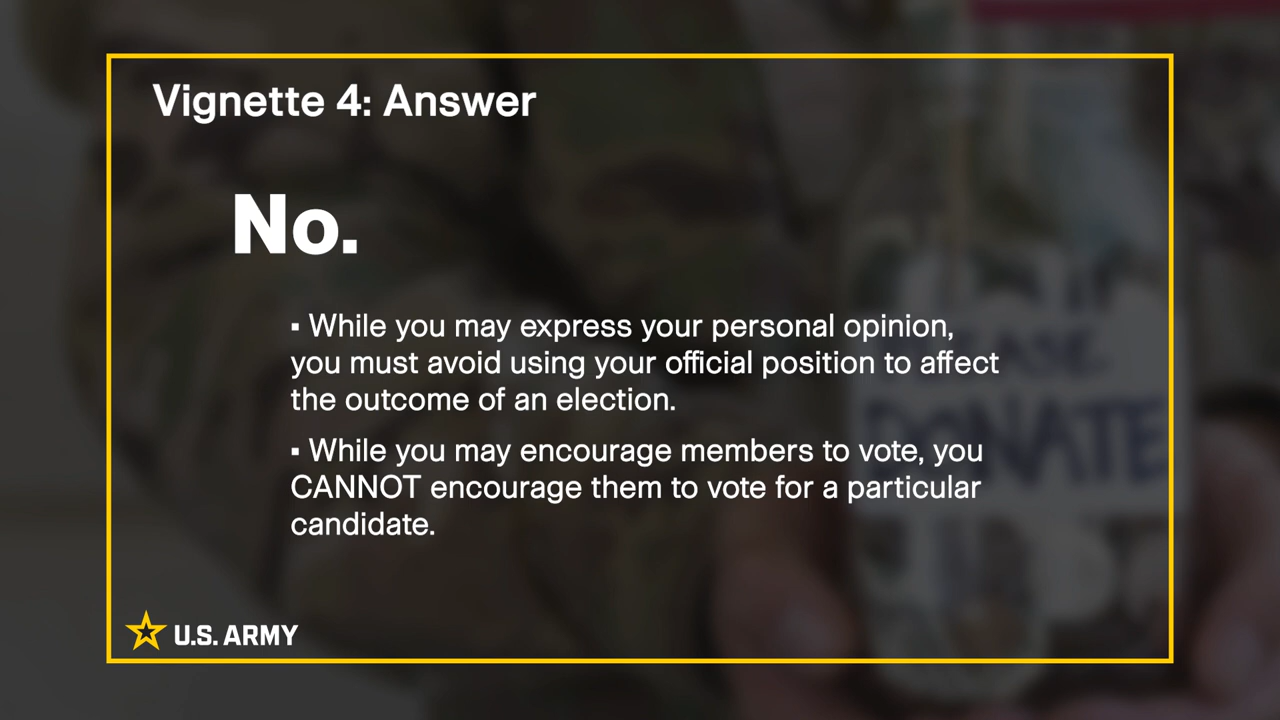 Vignette 4: Answer
No.
▪ While you may express your personal opinion,
you must avoid using your official position to affect
the outcome of an election.
▪ While you may encourage members to vote, you
CANNOT encourage them to vote for a particular
candidate.
U.S. ARMY
DONATE